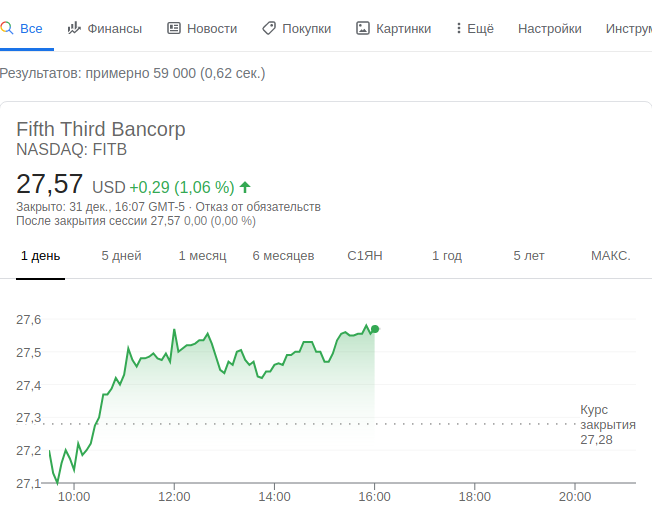 Все Финансы Новости Покупки Картинки Ещё Настройки Инструм
Результатов: примерно 59 000 (0,62 сек.)
Fifth Third Bancorp
NASDAQ: FITB
27,57 USD +0,29 (1,06 %)
Закрыто: 31 дек., 16:07 GMT-5 · Отказ от обязательств
После закрытия сессии 27,57 0,00 (0,00 %)
1 день 5 дней 1 месяц 6 месяцев С1ЯН 1 год 5 лет МАКС.
27,6
27,5
27,4
27,3
Курс
закрытия
27,28
27,2
27,1
10:00 12:00 14:00 16:00 18:00 20:00